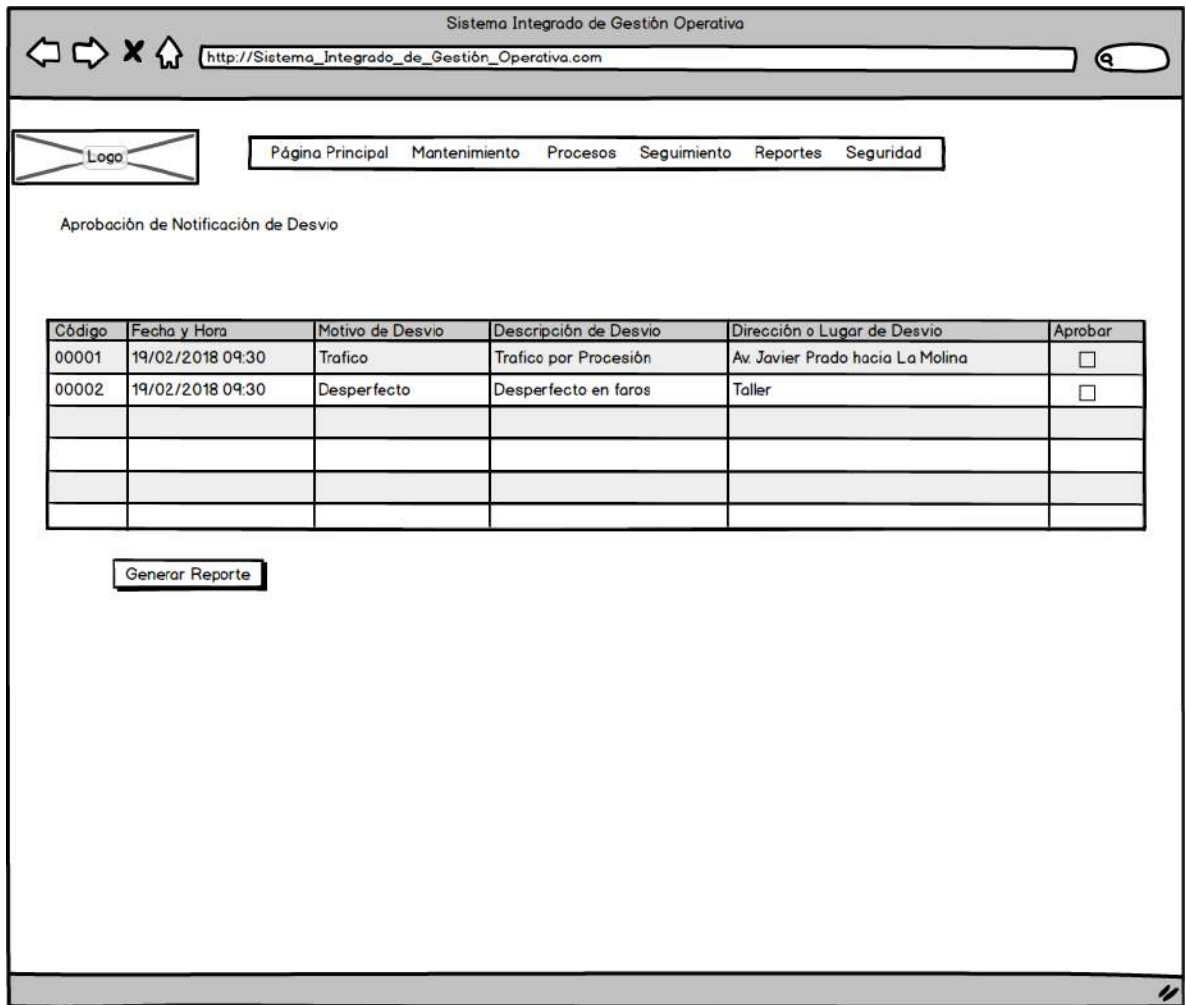 Sistema Integrado de Gestión Operativa
http://Sistema_Integrado_de_Gestión_Operativa.com
Logo
Página Principal Mantenimiento Procesos Seguimiento Reportes Seguridad
Aprobación de Notificación de Desvio
Código Fecha y Hora Motivo de Desvio Descripción de Desvio Dirección o Lugar de Desvio Aprobar
00001 19/02/2018 09:30 Trafico Trafico por Procesión Av. Javier Prado hacia La Molina
00002 19/02/2018 09:30 Desperfecto Desperfecto en faros Taller
Generar Reporte